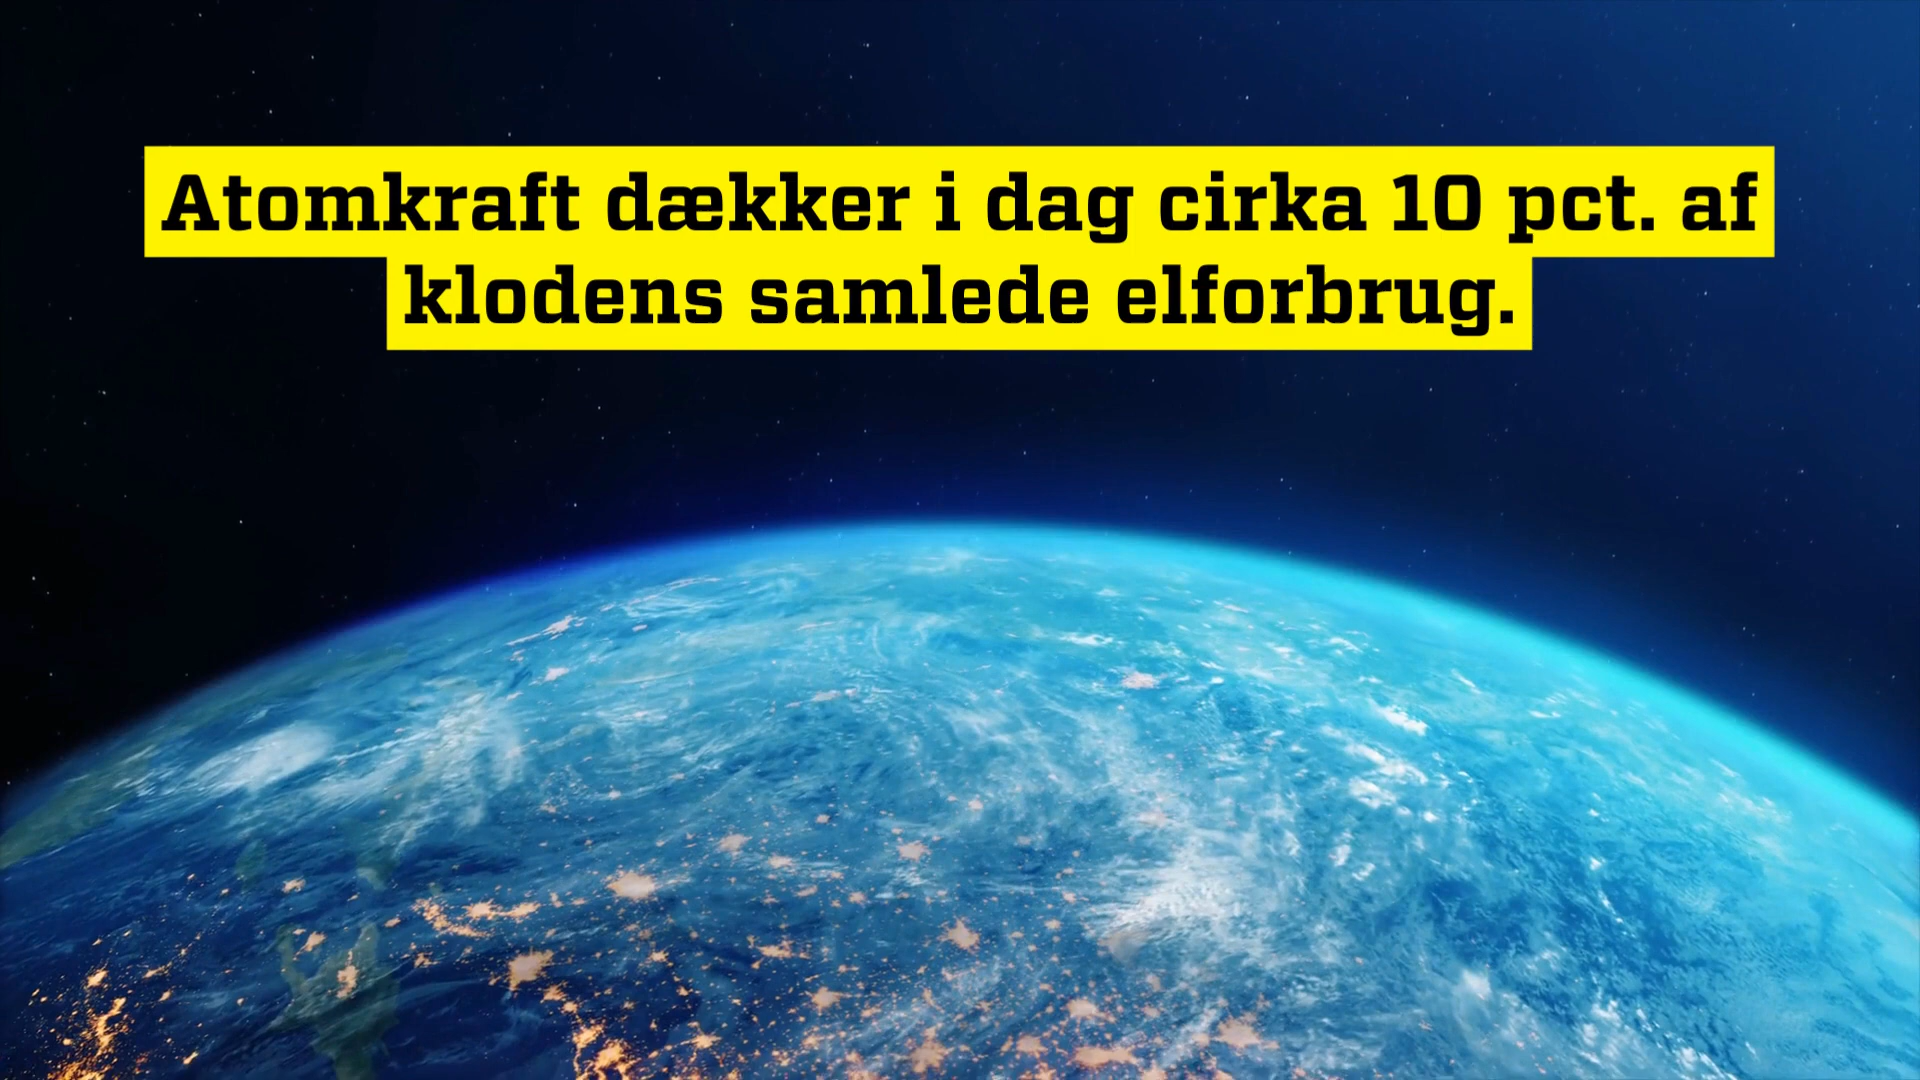 Atomkraft dækker i dag cirka 10 pct. af
klodens samlede elforbrug.